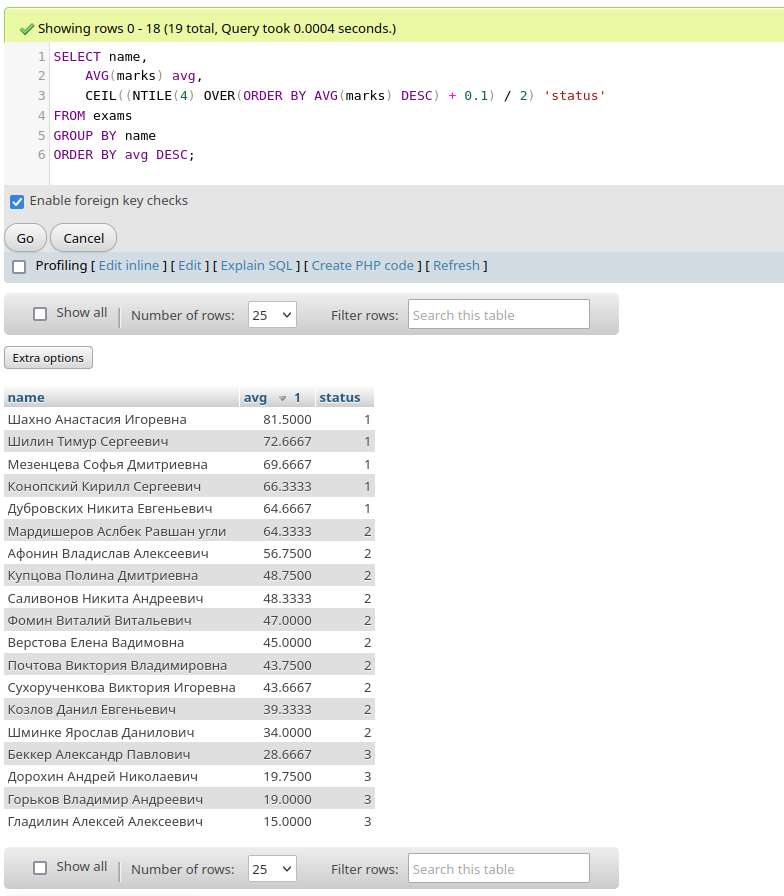 Showing rows 0 - 18 (19 total, Query took 0.0004 seconds.)
1 SELECT name,
2 AVG(marks) avg,
3 CEIL((NTILE(4) OVER(ORDER BY AVG(marks) DESC) + 0.1) / 2) 'status'
4 FROM exams
5 GROUP BY name
6 ORDER BY avg DESC;
Enable foreign key checks
Go Cancel
Profiling [ Edit inline ] [ Edit ] [ Explain SQL ] [ Create PHP code ] [ Refresh ]
Show all Number of rows: 25 Filter rows: Search this table
Extra options
name avg 1 status
Шахно Анастасия Игоревна 81.5000 1
Шилин Тимур Сергеевич 72.6667 1
Мезенцева Софья Дмитриевна 69.6667 1
Конопский Кирилл Сергеевич 66.3333 1
Дубровских Никита Евгеньевич 64.6667 1
Мардишеров Аслбек Равшан угли 64.3333 2
Афонин Владислав Алексеевич 56.7500 2
Купцова Полина Дмитриевна 48.7500 2
Саливонов Никита Андреевич 48.3333 2
Фомин Виталий Витальевич 47.0000 2
Верстова Елена Вадимовна 45.0000 2
Почтова Виктория Владимировна 43.7500 2
Сухорученкова Виктория Игоревна 43.6667 2
Козлов Данил Евгеньевич 39.3333 2
Шминке Ярослав Данилович 34.0000 2
Беккер Александр Павлович 28.6667 3
Дорохин Андрей Николаевич 19.7500 3
Горьков Владимир Андреевич 19.0000 3
Гладилин Алексей Алексеевич 15.0000 3
Show all Number of rows: 25 Filter rows: Search this table